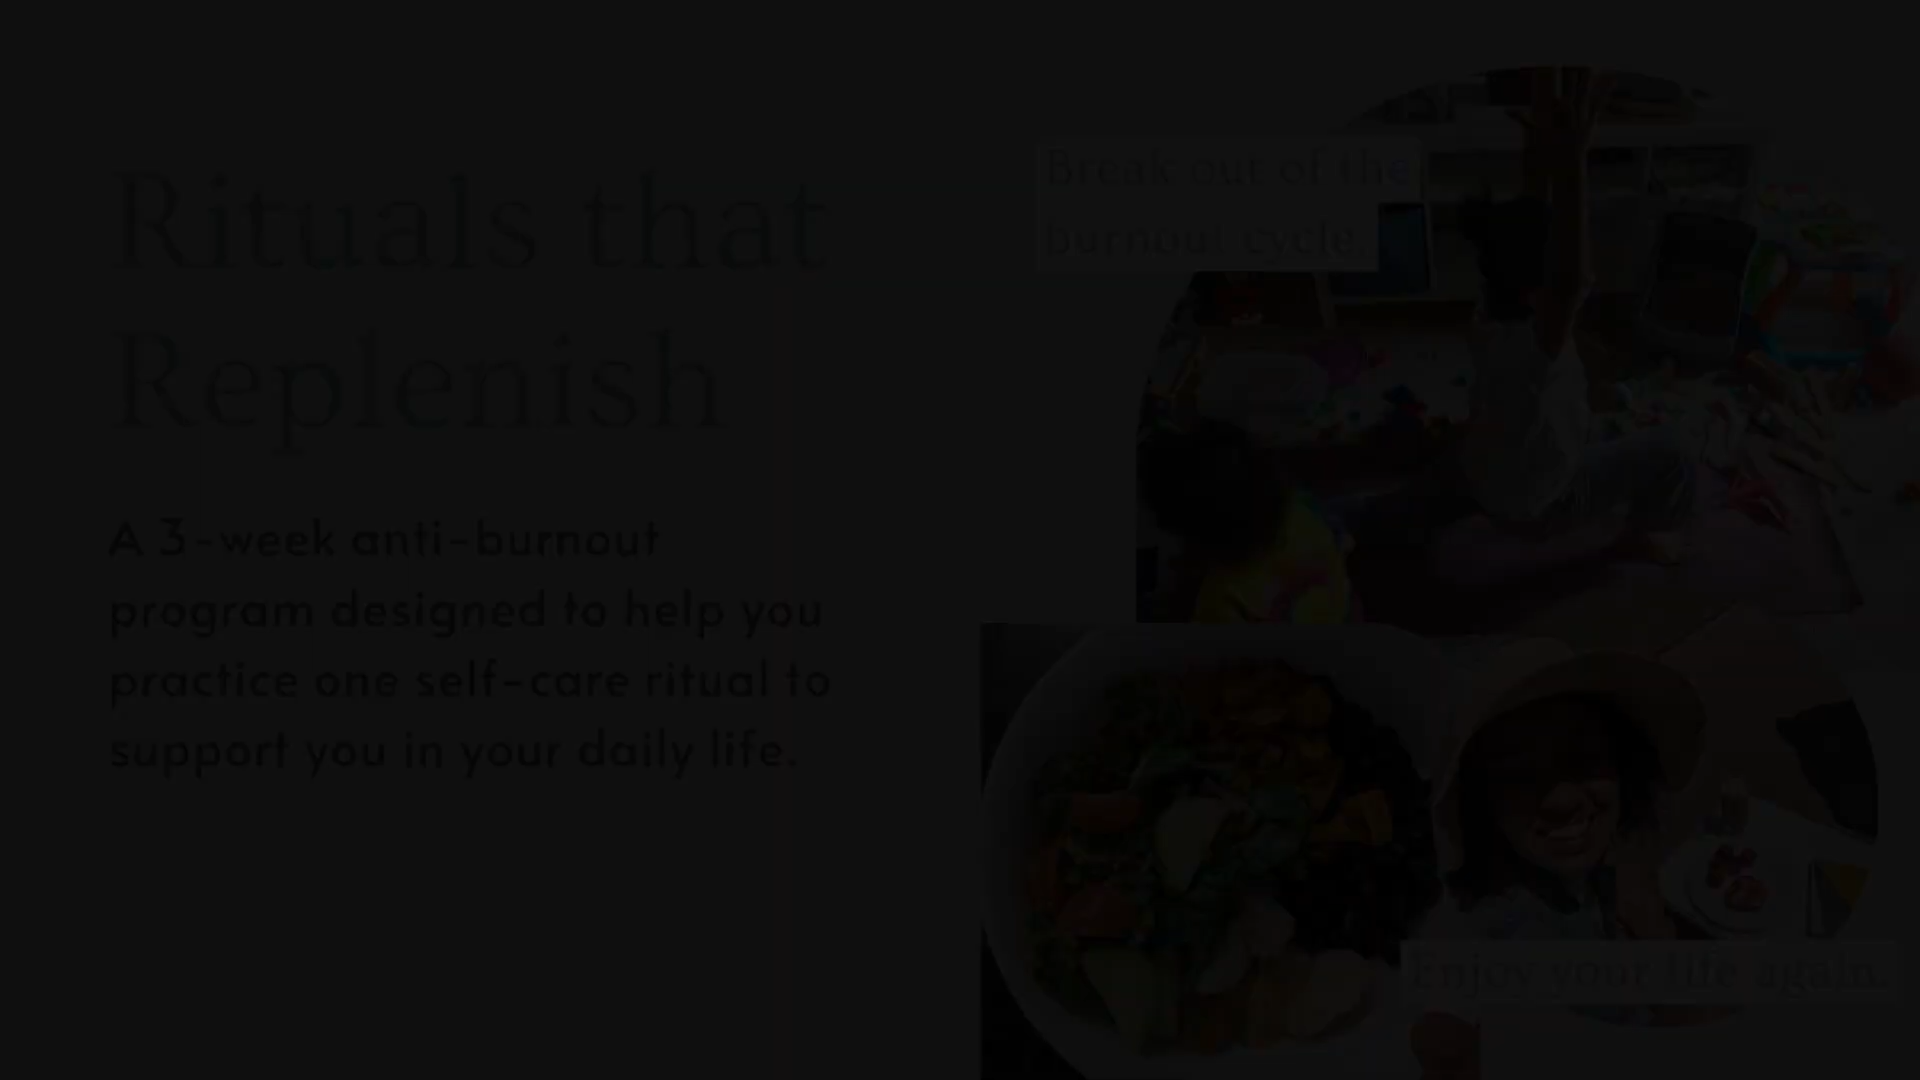 Rituals that
Replenish
A 3-week anti-burnout
program designed to help you
practice one self-care ritual to
support you in your daily life.
Break out of the
burnout cycle.
Enjoy your life again.